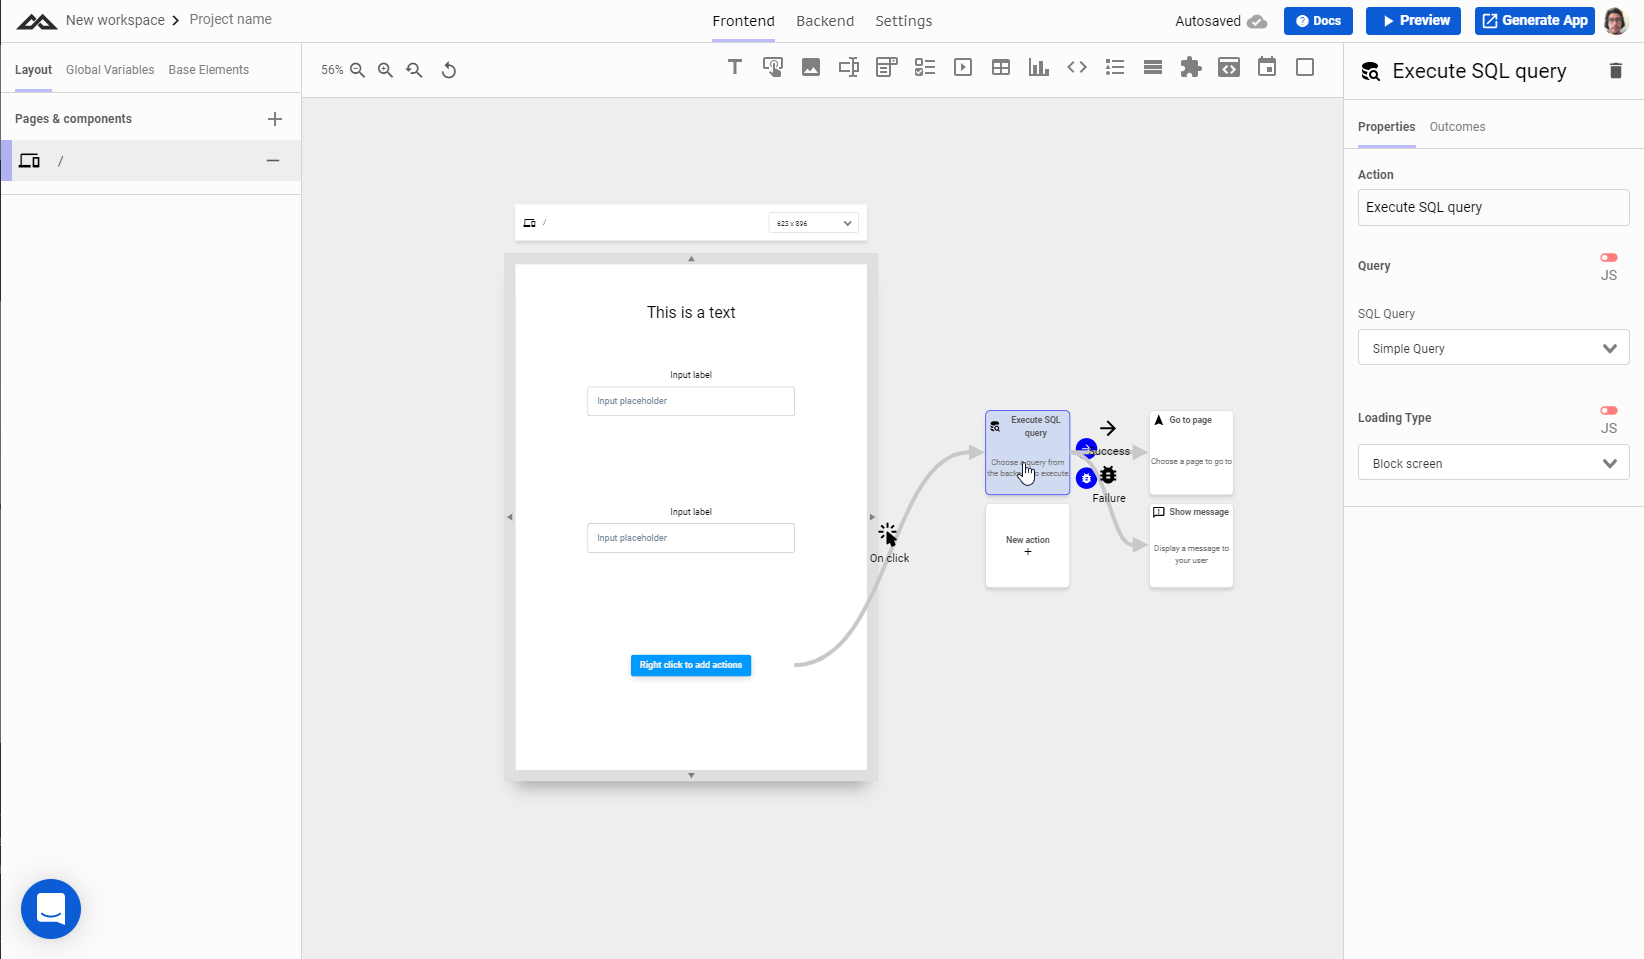 New workspace
Project name
Frontend
Backend
Settings
Autosaved
Docs
Preview
Generate App
Layout
Global Variables
Base Elements
56%
Pages & components
/
/
623 x 896
This is a text
Input label
Input placeholder
Input label
Input placeholder
Right click to add actions
On click
Execute SQL
query
Choose a query from
the backend to execute
New action
+
Success
Failure
Go to page
Choose a page to go to
Show message
Display a message to
your user
Execute SQL query
Properties
Outcomes
Action
Execute SQL query
Query
JS
SQL Query
Simple Query
Loading Type
JS
Block screen